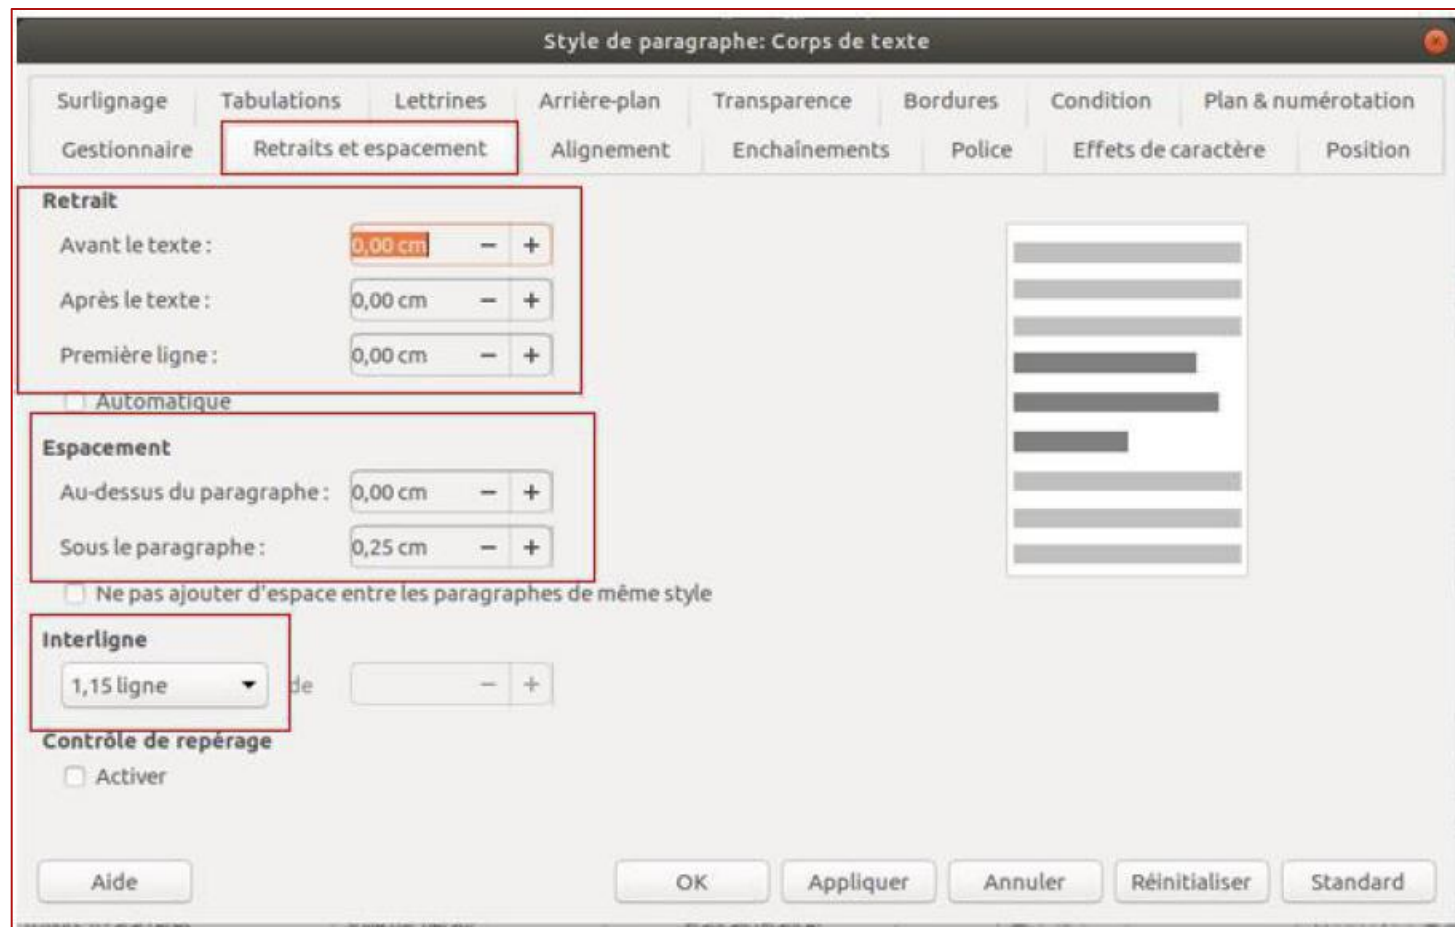 Style de paragraphe: Corps de texte
Surlignage Tabulations Lettrines Arrière-plan Transparence Bordures Condition Plan & numérotation
Gestionnaire Retraits et espacement Alignement Enchaînements Police Effets de caractère Position
Retrait
Avant le texte : 0,00 cm − +
Après le texte : 0,00 cm − +
Première ligne : 0,00 cm − +
Automatique
Espacement
Au-dessus du paragraphe : 0,00 cm − +
Sous le paragraphe : 0,25 cm − +
Ne pas ajouter d'espace entre les paragraphes de même style
Interligne
1,15 ligne de − +
Contrôle de repérage
Activer
Aide OK Appliquer Annuler Réinitialiser Standard